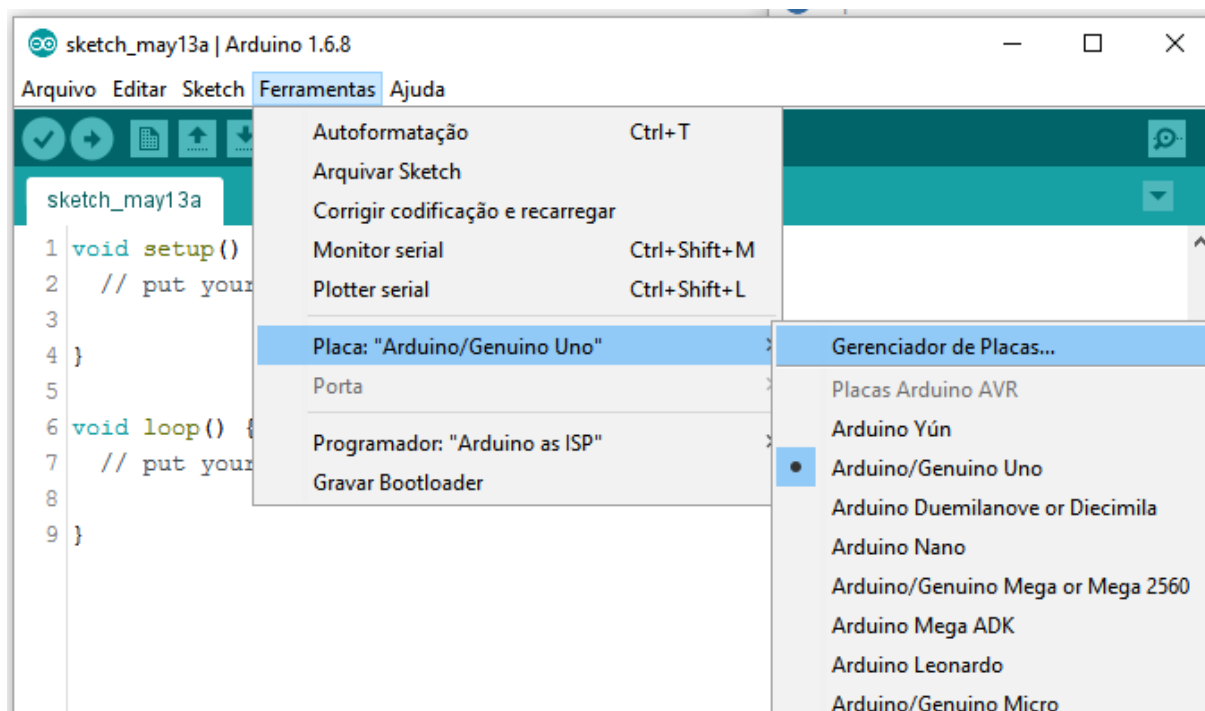 sketch_may13a | Arduino 1.6.8
Arquivo Editar Sketch Ferramentas Ajuda
sketch_may13a
1 void setup()
2 // put your
3
4 }
5
6 void loop() {
7 // put your
8
9 }
Autoformatação Ctrl+T
Arquivar Sketch
Corrigir codificação e recarregar
Monitor serial Ctrl+Shift+M
Plotter serial Ctrl+Shift+L
Placa: "Arduino/Genuino Uno"
Porta
Programador: "Arduino as ISP"
Gravar Bootloader
Gerenciador de Placas...
Placas Arduino AVR
Arduino Yún
Arduino/Genuino Uno
Arduino Duemilanove or Diecimila
Arduino Nano
Arduino/Genuino Mega or Mega 2560
Arduino Mega ADK
Arduino Leonardo
Arduino/Genuino Micro